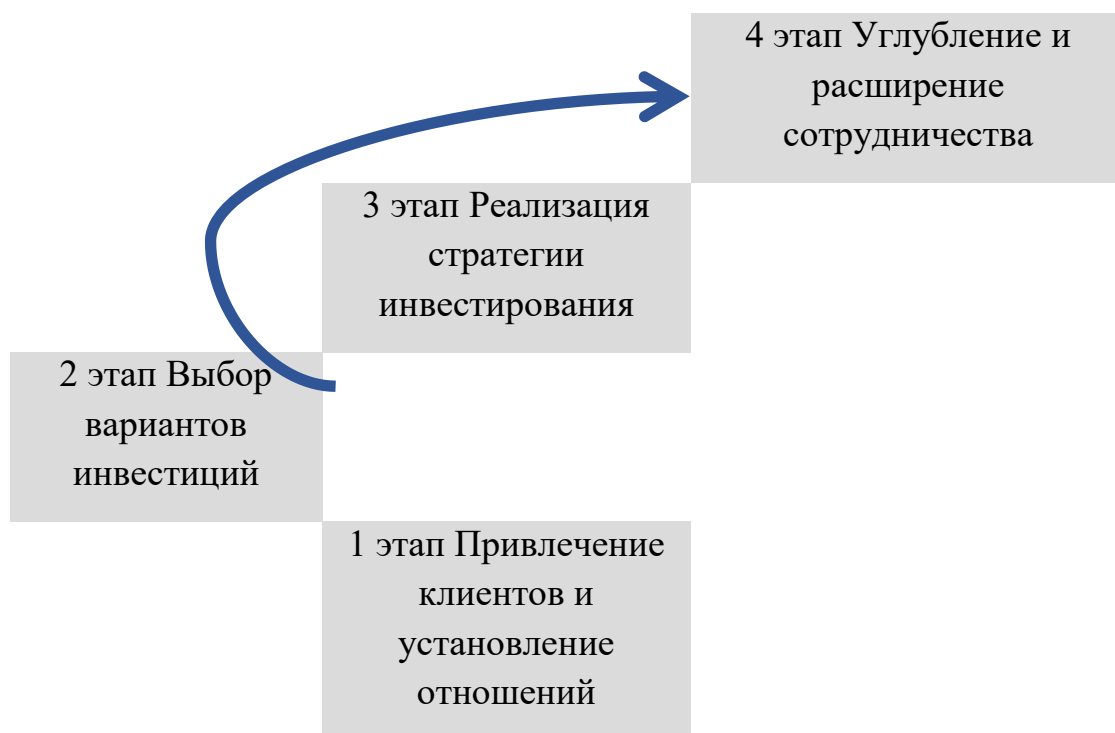 4 этап Углубление и
расширение
сотрудничества
3 этап Реализация
стратегии
инвестирования
2 этап Выбор
вариантов
инвестиций
1 этап Привлечение
клиентов и
установление
отношений